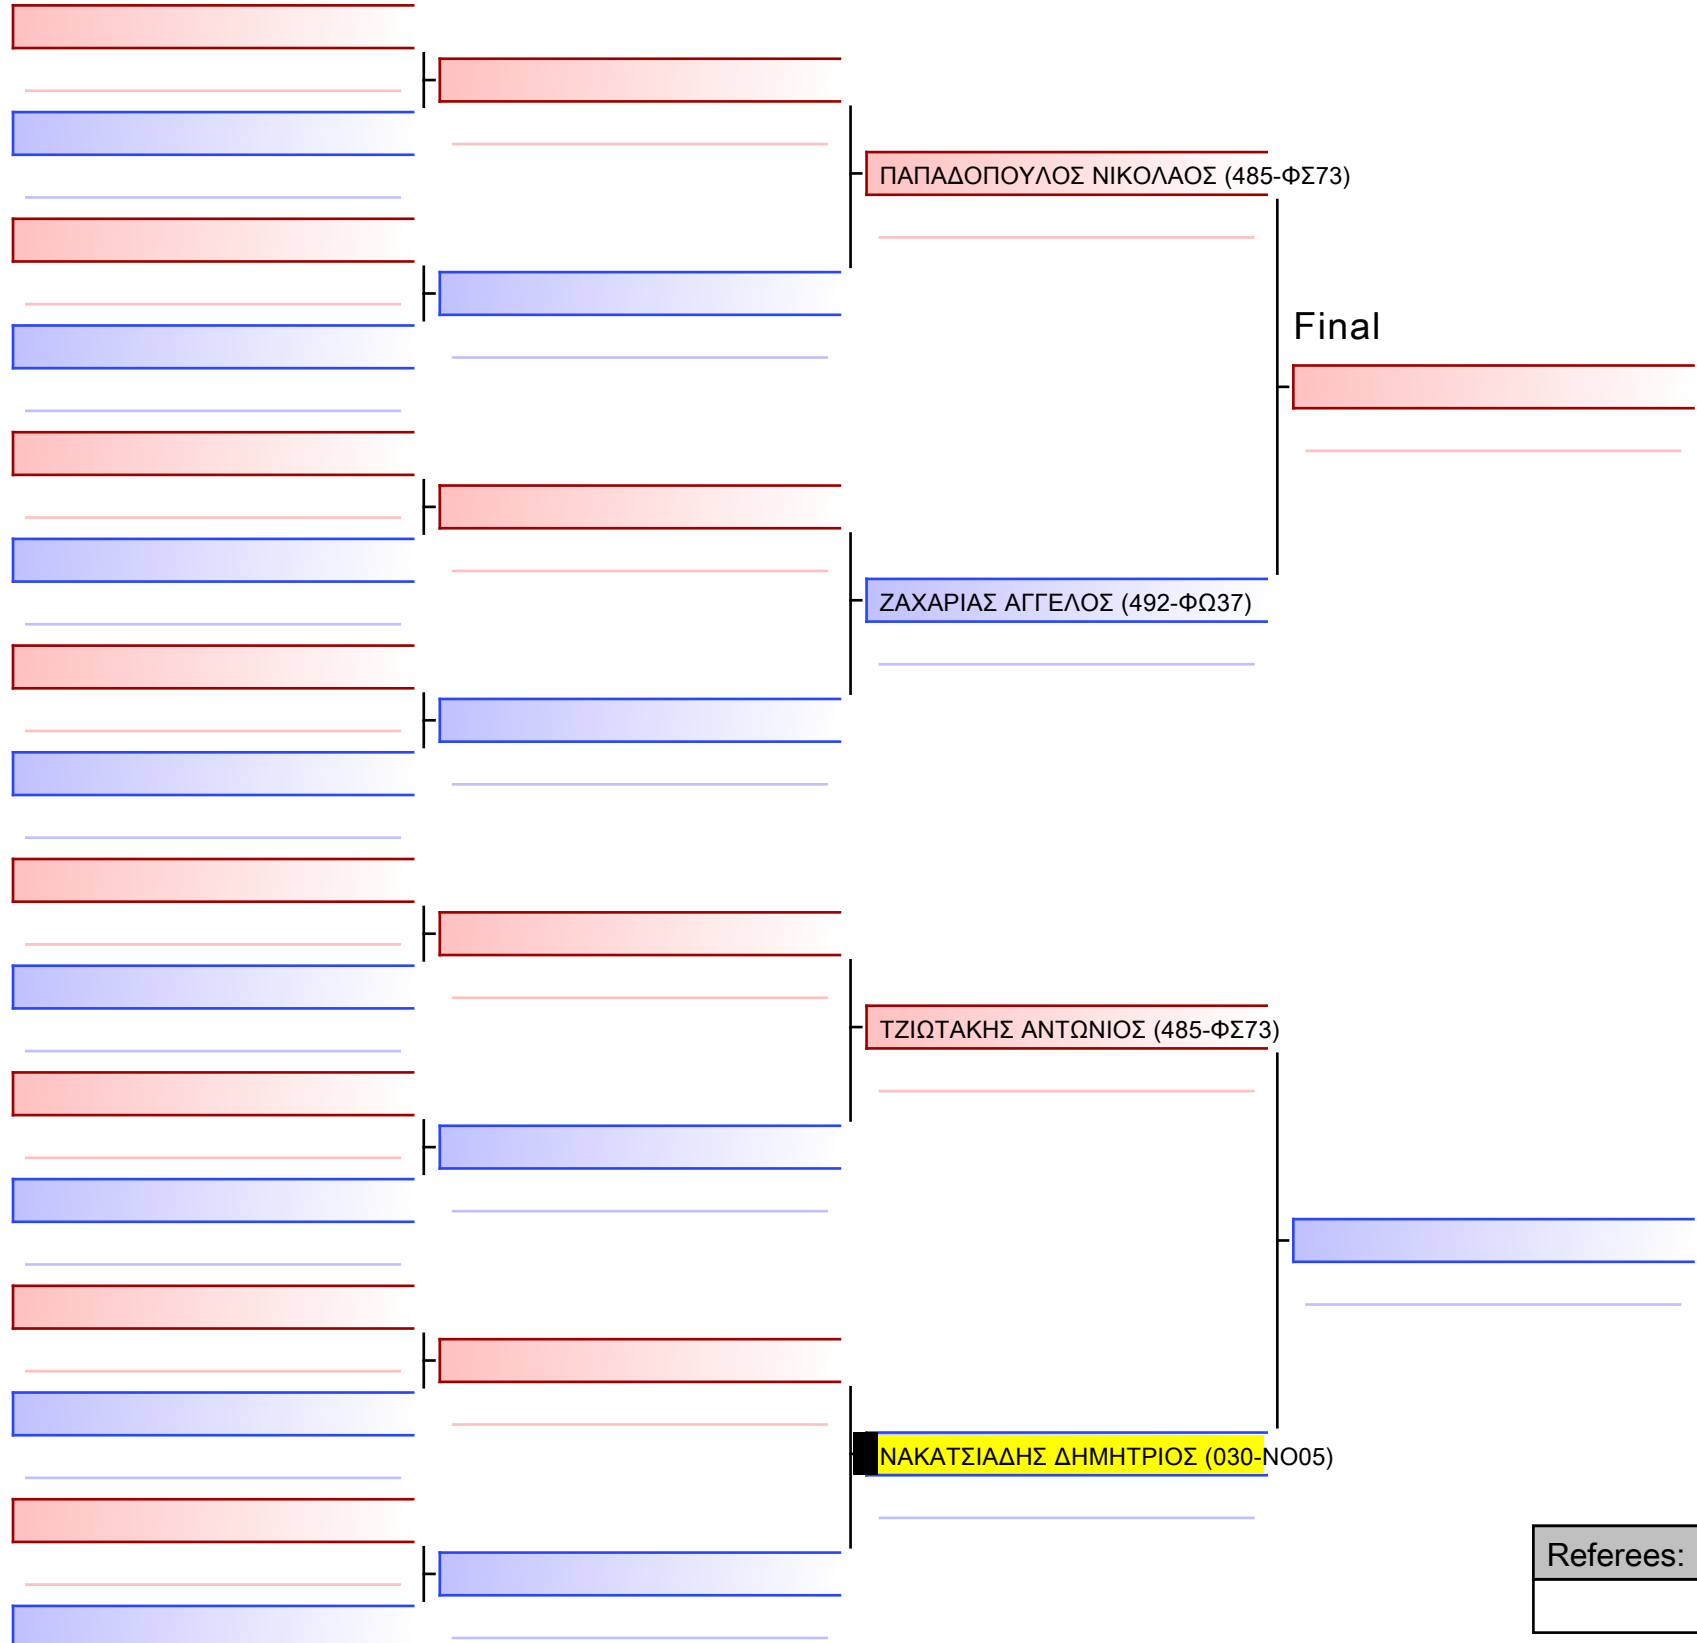 ΠΑΠΑΔΟΠΟΥΛΟΣ ΝΙΚΟΛΑΟΣ (485-ΦΣ73)
Final
ΖΑΧΑΡΙΑΣ ΑΓΓΕΛΟΣ (492-ΦΩ37)
ΤΖΙΩΤΑΚΗΣ ΑΝΤΩΝΙΟΣ (485-ΦΣ73)
ΝΑΚΑΤΣΙΑΔΗΣ ΔΗΜΗΤΡΙΟΣ (030-ΝΟ05)
Referees: